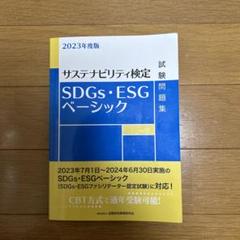 2023年度版
サステナビリティ検定
SDGs・ESG
ベーシック
試験問題集
2023年7月1日～2024年6月30日実施の
SDGs・ESGベーシック
（SDGs・ESGファシリテーター認定試験）に対応！
CBT方式で通年受験可能！